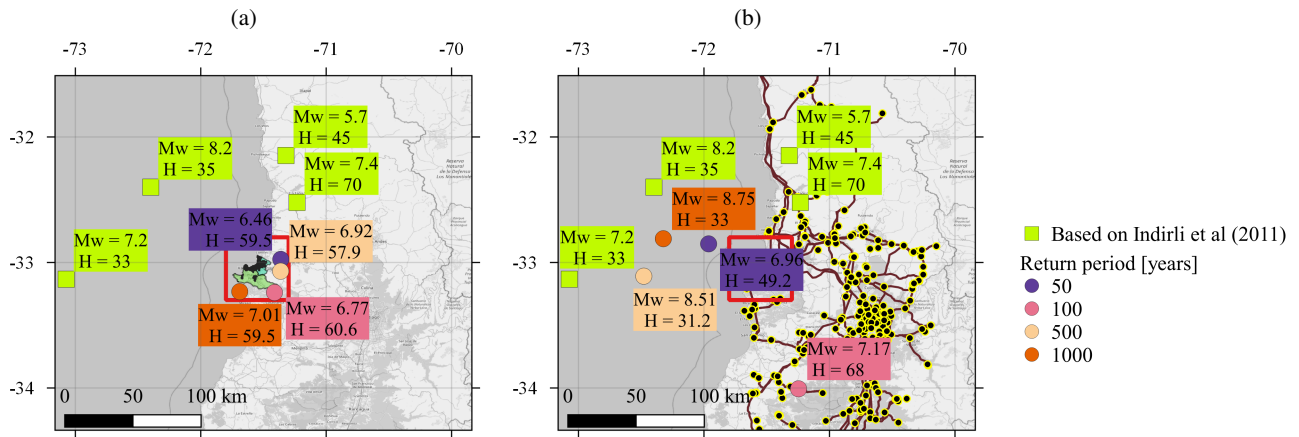 (a)
(b)
-73 -72 -71 -70
-73 -72 -71 -70
-32
-33
-34
-32
-33
-34
Mw = 5.7
H = 45
Mw = 8.2
H = 35
Mw = 7.4
H = 70
Mw = 6.46
H = 59.5
Mw = 6.92
H = 57.9
Mw = 7.2
H = 33
Mw = 7.01
H = 59.5
Mw = 6.77
H = 60.6
0 50 100 km
Mw = 5.7
H = 45
Mw = 8.2
H = 35
Mw = 7.4
H = 70
Mw = 8.75
H = 33
Mw = 7.2
H = 33
Mw = 6.96
H = 49.2
Mw = 8.51
H = 31.2
Mw = 7.17
H = 68
0 50 100 km
Based on Indirli et al (2011)
Return period [years]
50
100
500
1000